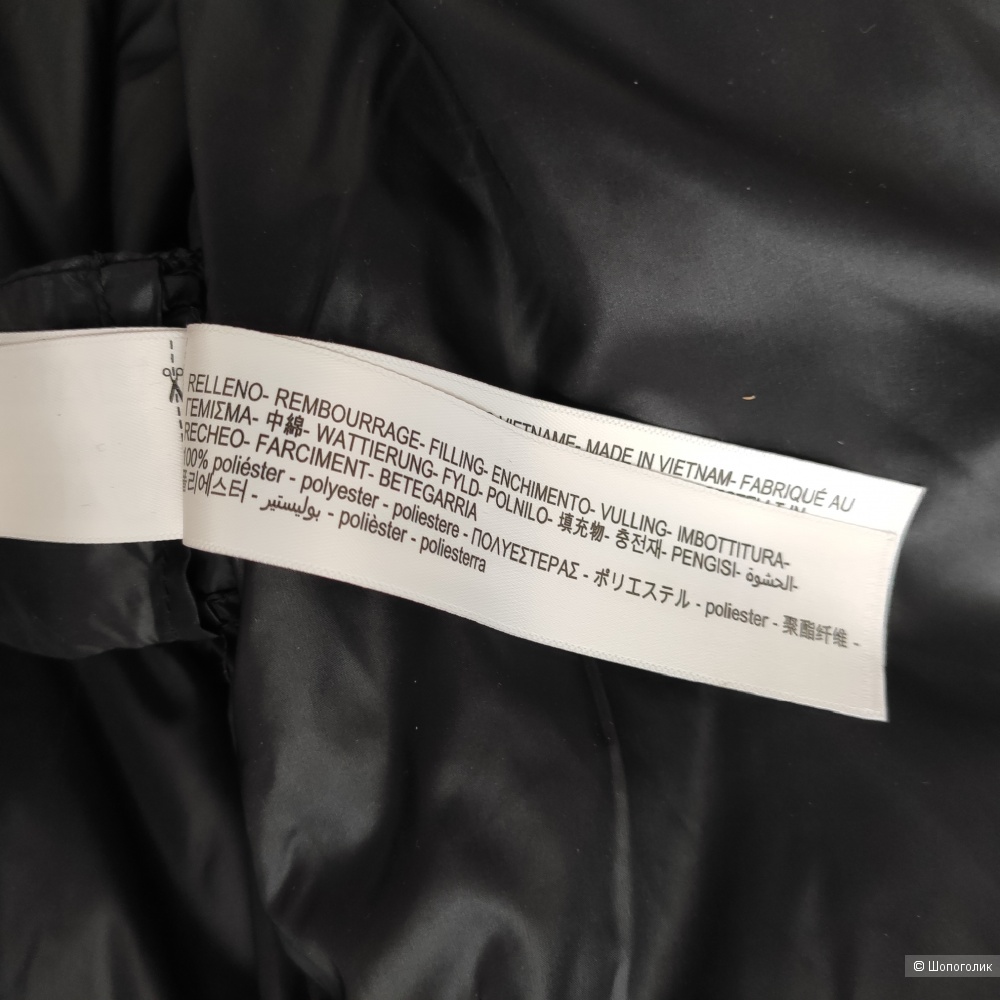 RELLENO- REMBOURRAGE- FILLING- ENCHIMENTO- VULLING- IMBOTTITURA-
ΓΕΜΙΣΜΑ- 中綿- WATTIERUNG- FYLD- POLNILO- 填充物- 충전재- PENGISI- الحشوة-
RECHEO- FARCIMENT- BETEGARRIA
100% poliéster - polyester - poliestere - ΠΟΛΥΕΣΤΕΡΑΣ - ポリエステル - poliester - 聚酯纤维 -
폴리에스터 - بوليستير - polièster - poliesterra
VIETNAME- MADE IN VIETNAM- FABRIQUÉ AU
© Шопоголик